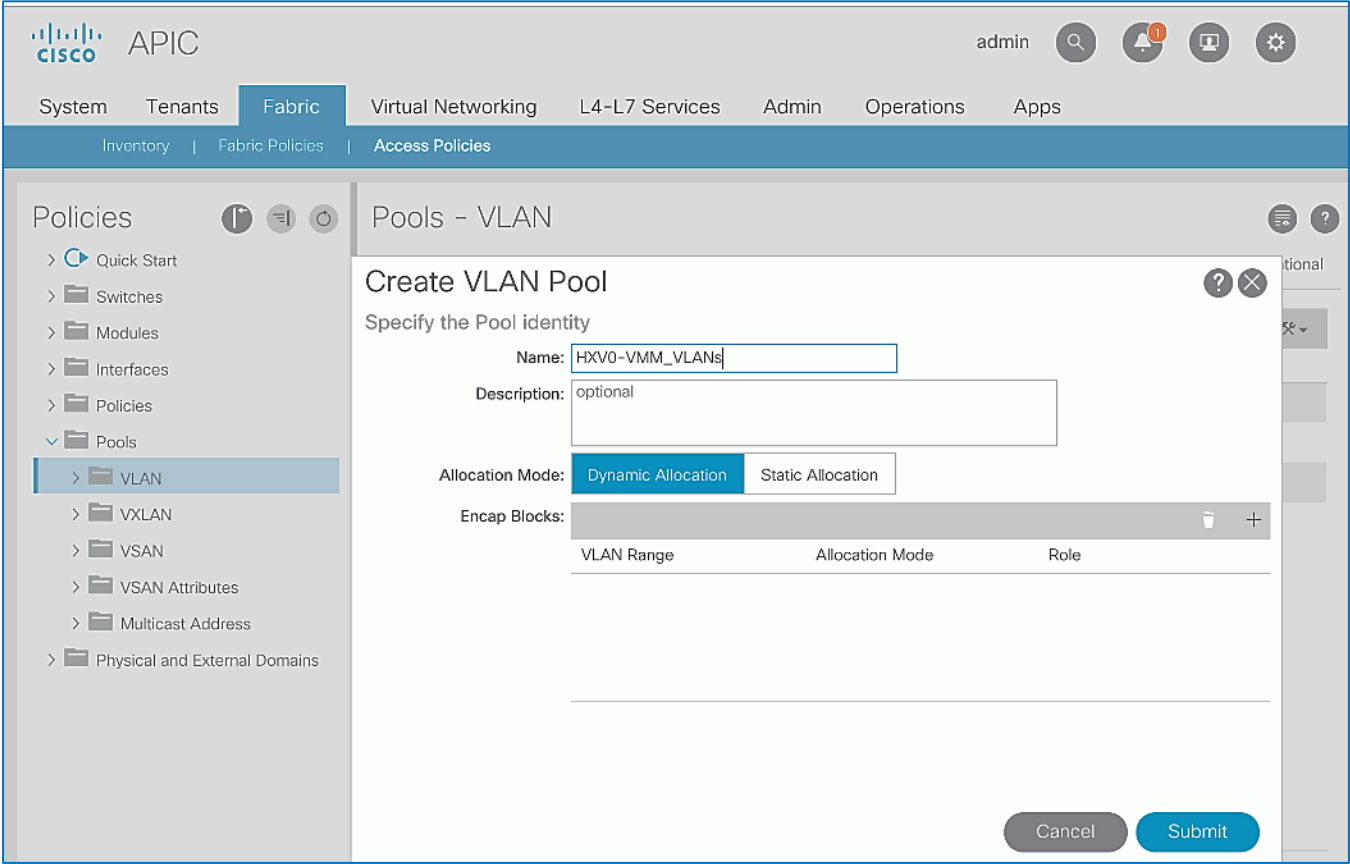 CISCO APIC admin 1
System Tenants Fabric Virtual Networking L4-L7 Services Admin Operations Apps
Inventory | Fabric Policies | Access Policies
Policies
Quick Start
Switches
Modules
Interfaces
Policies
Pools
VLAN
VXLAN
VSAN
VSAN Attributes
Multicast Address
Physical and External Domains
Pools - VLAN
?
tional
Create VLAN Pool
?
Specify the Pool identity
Name: HXV0-VMM_VLANs
Description: optional
Allocation Mode: Dynamic Allocation Static Allocation
Encap Blocks:
VLAN Range Allocation Mode Role
Cancel Submit